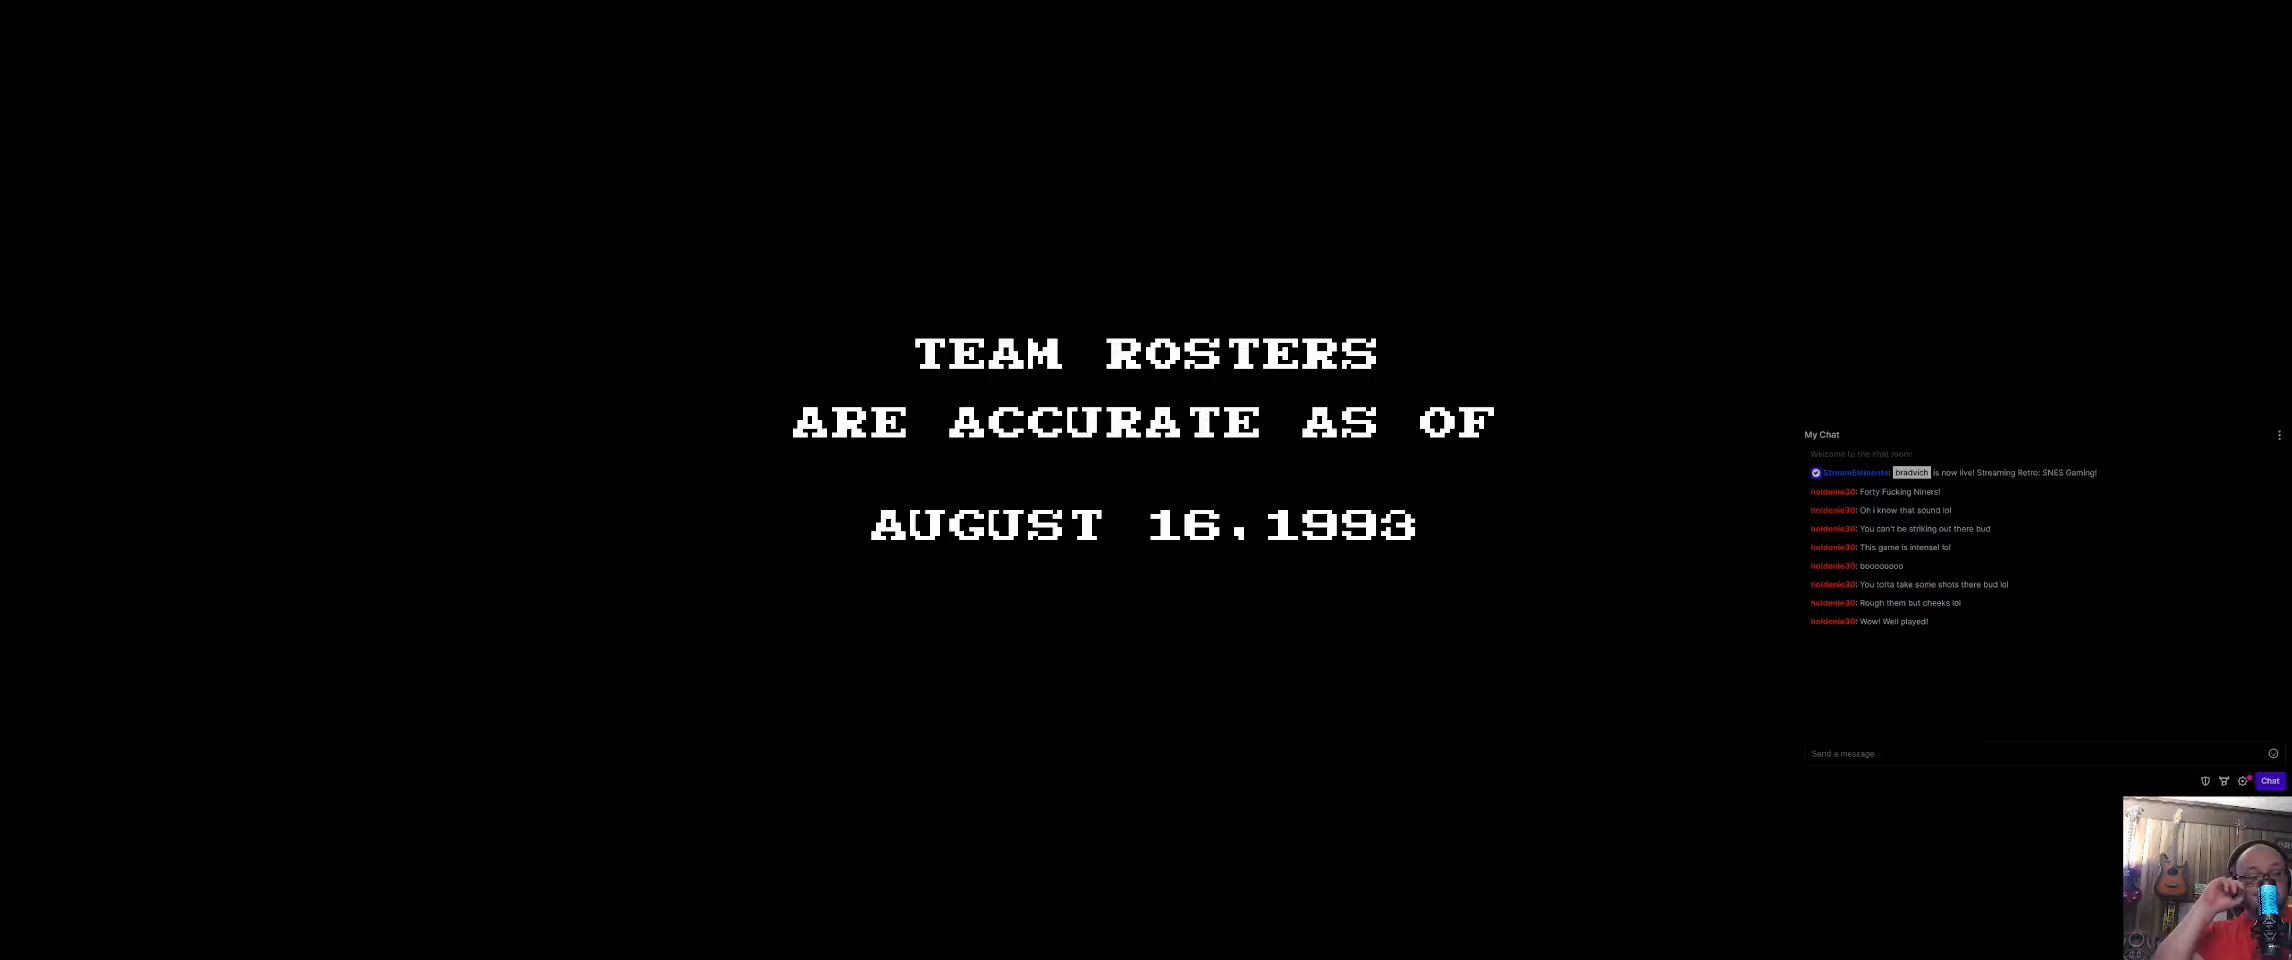 TEAM ROSTERS
ARE ACCURATE AS OF
AUGUST 16,1993
My Chat
Welcome to the chat room!
StreamElements: bradvich is now live! Streaming Retro: SNES Gaming!
holdenie30: Forty Fucking Niners!
holdenie30: Oh i know that sound lol
holdenie30: You can't be striking out there bud
holdenie30: This game is intense! lol
holdenie30: boooooooo
holdenie30: You totta take some shots there bud lol
holdenie30: Rough them but cheeks lol
holdenie30: Wow! Well played!
Send a message
Chat